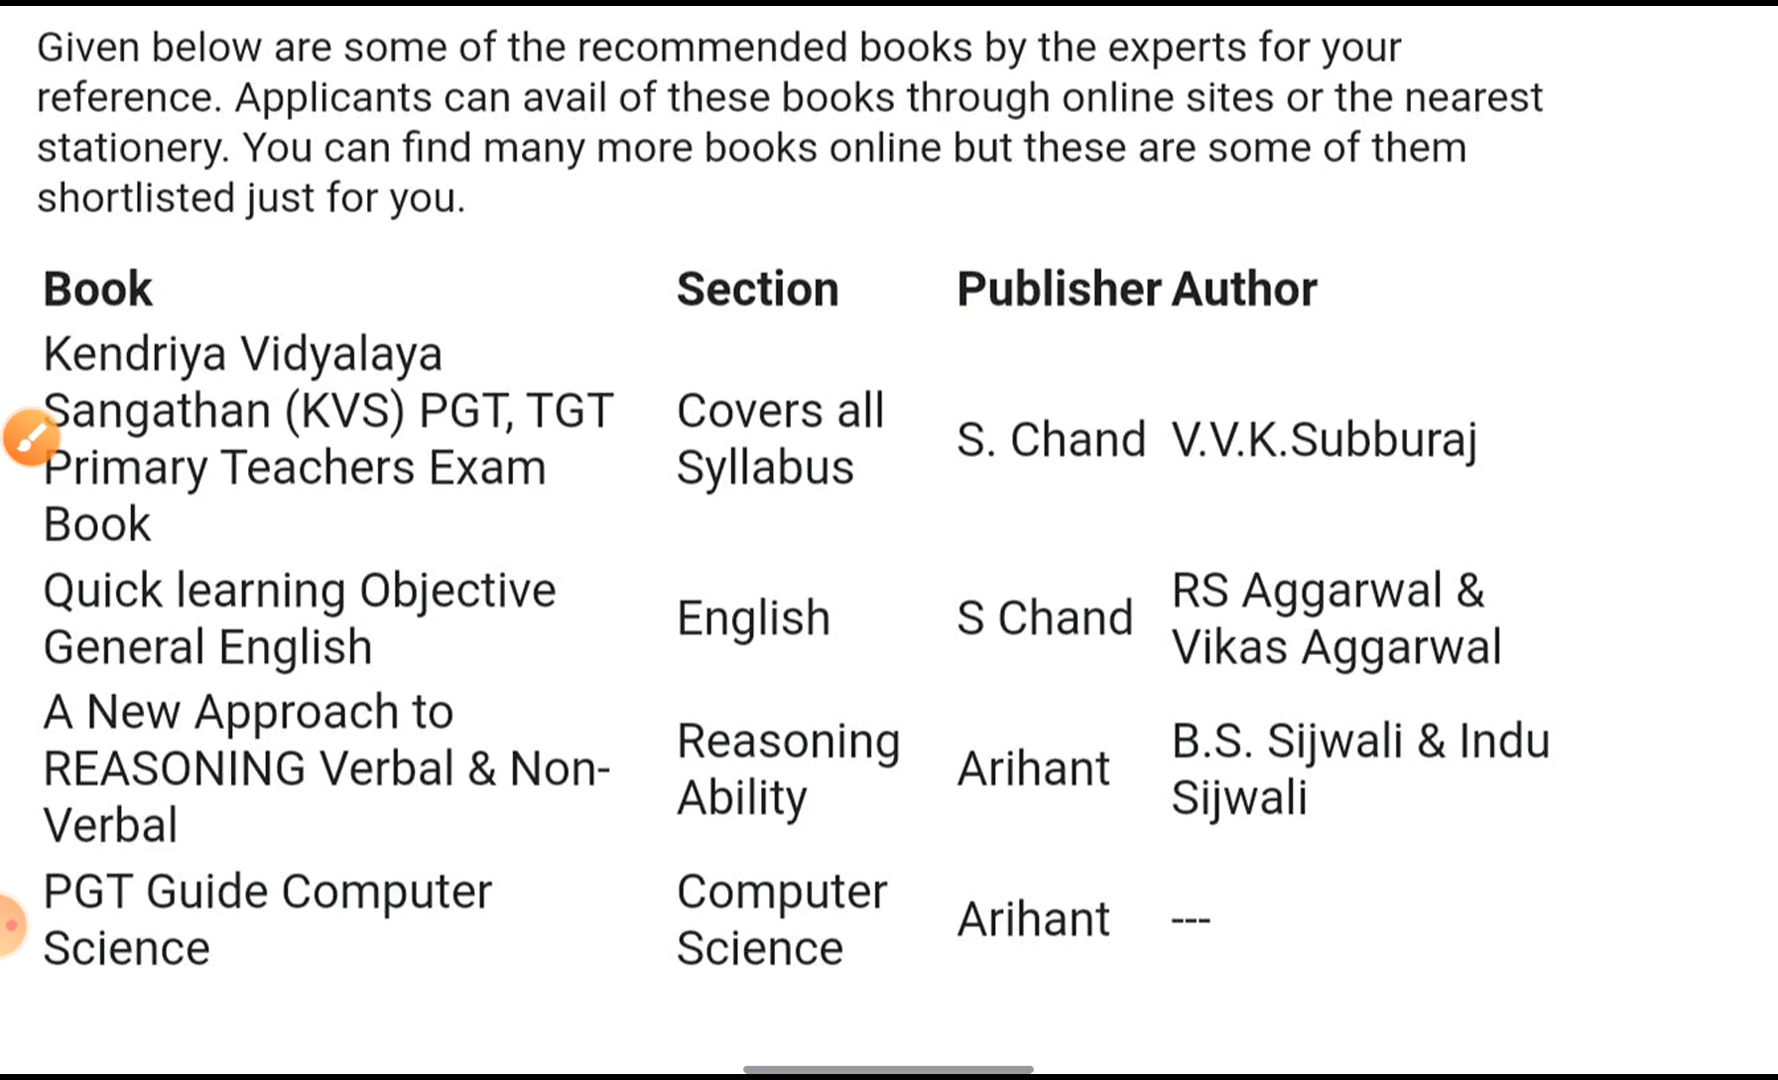 Given below are some of the recommended books by the experts for your
reference. Applicants can avail of these books through online sites or the nearest
stationery. You can find many more books online but these are some of them
shortlisted just for you.
Book Section Publisher Author
Kendriya Vidyalaya
Sangathan (KVS) PGT, TGT
Primary Teachers Exam
Book
Covers all
Syllabus
S. Chand
V.V.K.Subburaj
Quick learning Objective
General English
English
S Chand
RS Aggarwal &
Vikas Aggarwal
A New Approach to
REASONING Verbal & Non-
Verbal
Reasoning
Ability
Arihant
B.S. Sijwali & Indu
Sijwali
PGT Guide Computer
Science
Computer
Science
Arihant
---